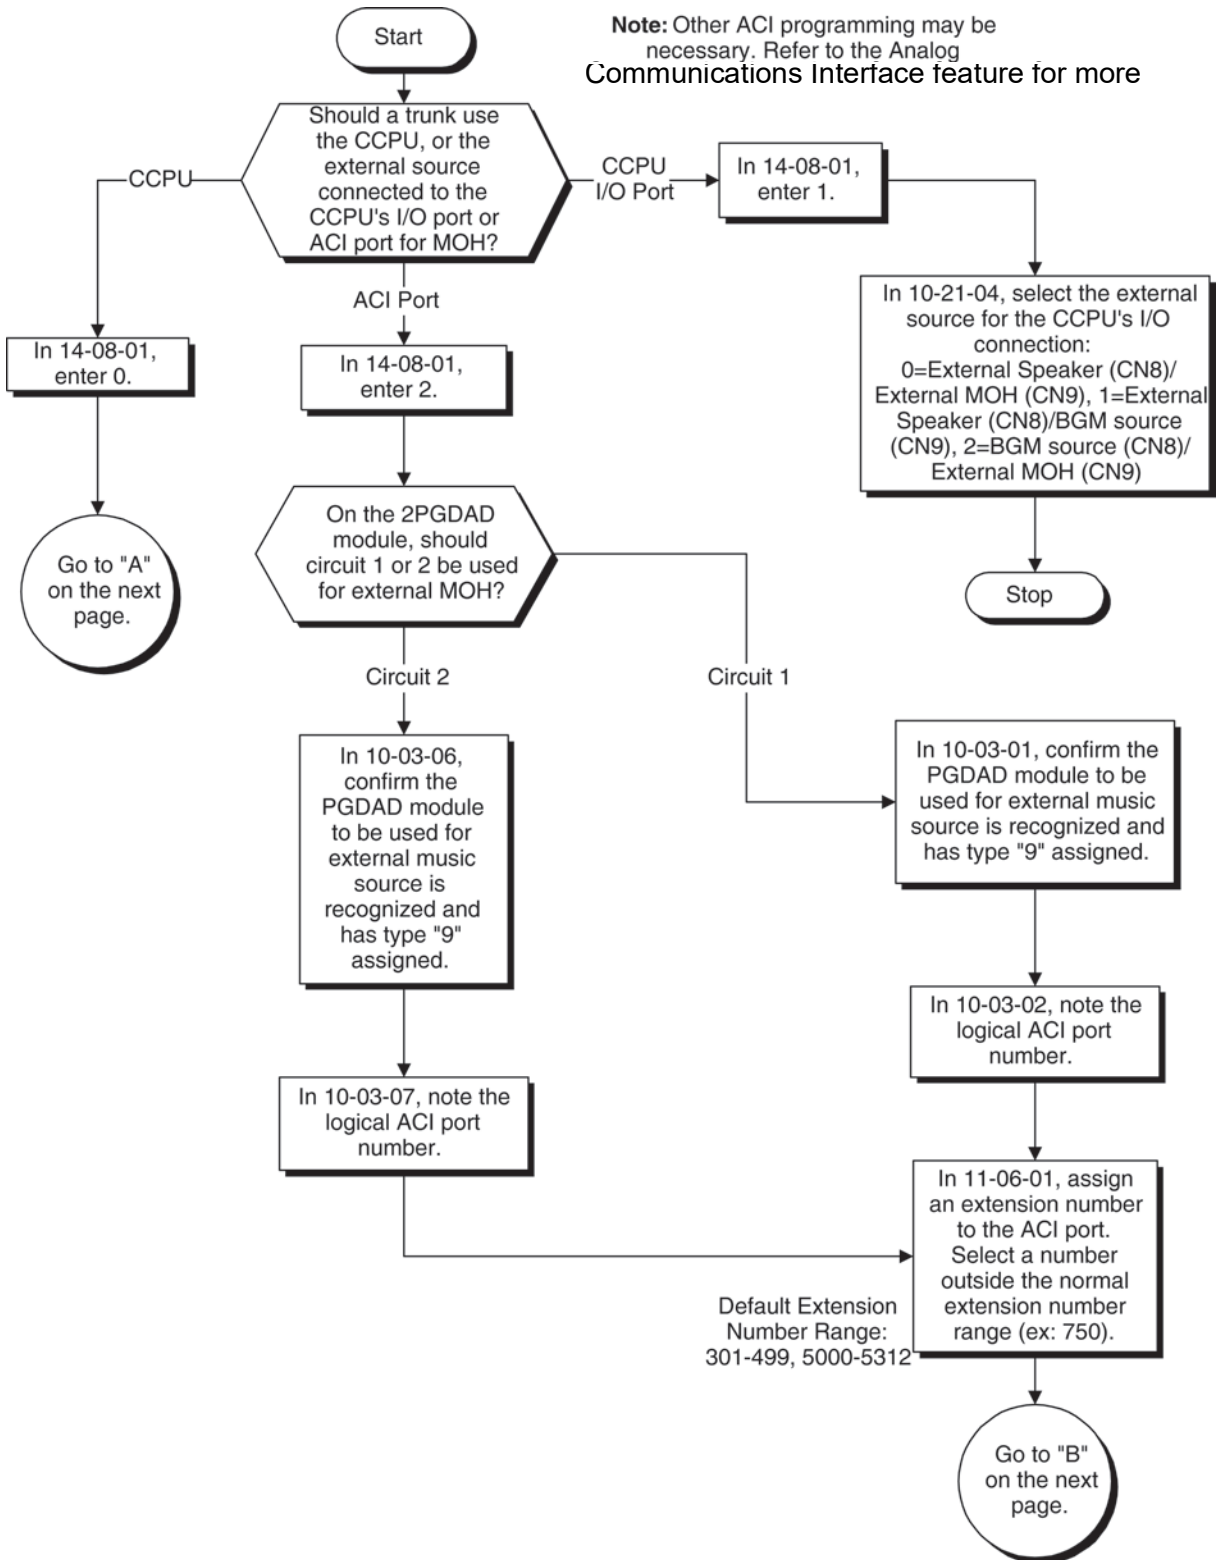 Start
Note: Other ACI programming may be
necessary. Refer to the Analog
Communications Interface feature for more
Should a trunk use
the CCPU, or the
external source
connected to the
CCPU's I/O port or
ACI port for MOH?
CCPU
CCPU
I/O Port
In 14-08-01,
enter 1.
ACI Port
In 14-08-01,
enter 0.
In 14-08-01,
enter 2.
In 10-21-04, select the external
source for the CCPU's I/O
connection:
0=External Speaker (CN8)/
External MOH (CN9), 1=External
Speaker (CN8)/BGM source
(CN9), 2=BGM source (CN8)/
External MOH (CN9)
Go to "A"
on the next
page.
On the 2PGDAD
module, should
circuit 1 or 2 be used
for external MOH?
Stop
Circuit 2
Circuit 1
In 10-03-06,
confirm the
PGDAD module
to be used for
external music
source is
recognized and
has type "9"
assigned.
In 10-03-01, confirm the
PGDAD module to be
used for external music
source is recognized and
has type "9" assigned.
In 10-03-02, note the
logical ACI port
number.
In 10-03-07, note the
logical ACI port
number.
In 11-06-01, assign
an extension number
to the ACI port.
Select a number
outside the normal
extension number
range (ex: 750).
Default Extension
Number Range:
301-499, 5000-5312
Go to "B"
on the next
page.